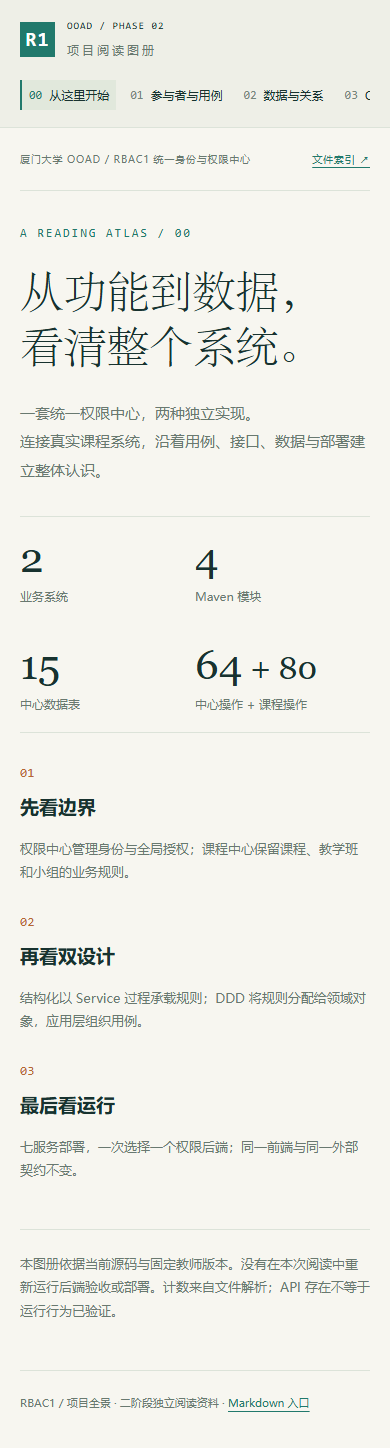 R1
OOAD / PHASE 02
项目阅读图册
00 从这里开始 01 参与者与用例 02 数据与关系 03
厦门大学 OOAD / RBAC1 统一身份与权限中心
文件索引 ↗
A READING ATLAS / 00
从功能到数据，
看清整个系统。
一套统一权限中心，两种独立实现。
连接真实课程系统，沿着用例、接口、数据与部署建
立整体认识。
2
业务系统
4
Maven 模块
15
中心数据表
64 + 80
中心操作 + 课程操作
01
先看边界
权限中心管理身份与全局授权；课程中心保留课程、教学班
和小组的业务规则。
02
再看双设计
结构化以 Service 过程承载规则；DDD 将规则分配给领域对
象，应用层组织用例。
03
最后看运行
七服务部署，一次选择一个权限后端；同一前端与同一外部
契约不变。
本图册依据当前源码与固定教师版本。没有在本次阅读中重
新运行后端验收或部署。计数来自文件解析；API 存在不等于
运行行为已验证。
RBAC1 / 项目全景 · 二阶段独立阅读资料 · Markdown 入口